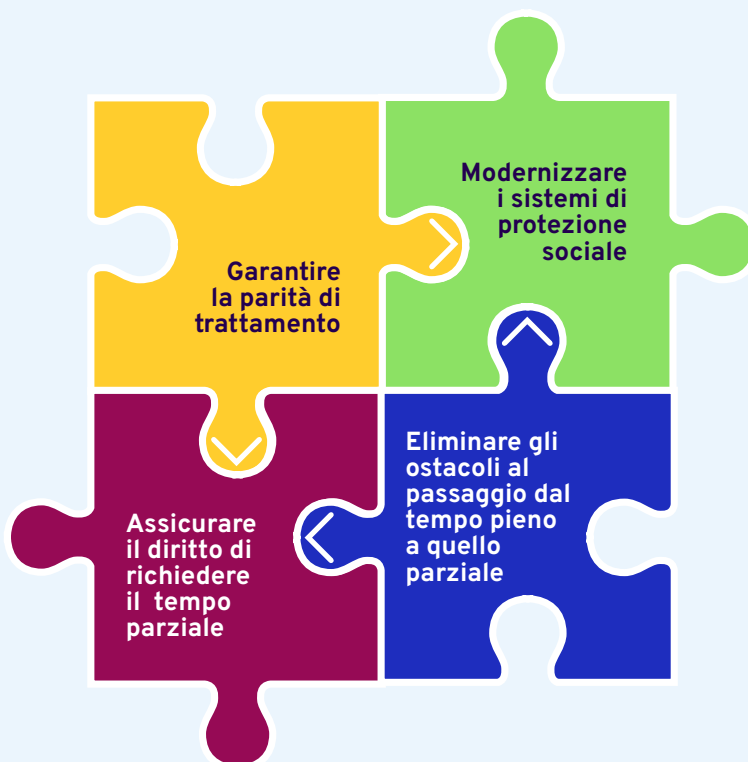 Garantire
la parità di
trattamento
Modernizzare
i sistemi di
protezione
sociale
Assicurare
il diritto di
richiedere
il tempo
parziale
Eliminare gli
ostacoli al
passaggio dal
tempo pieno
a quello
parziale